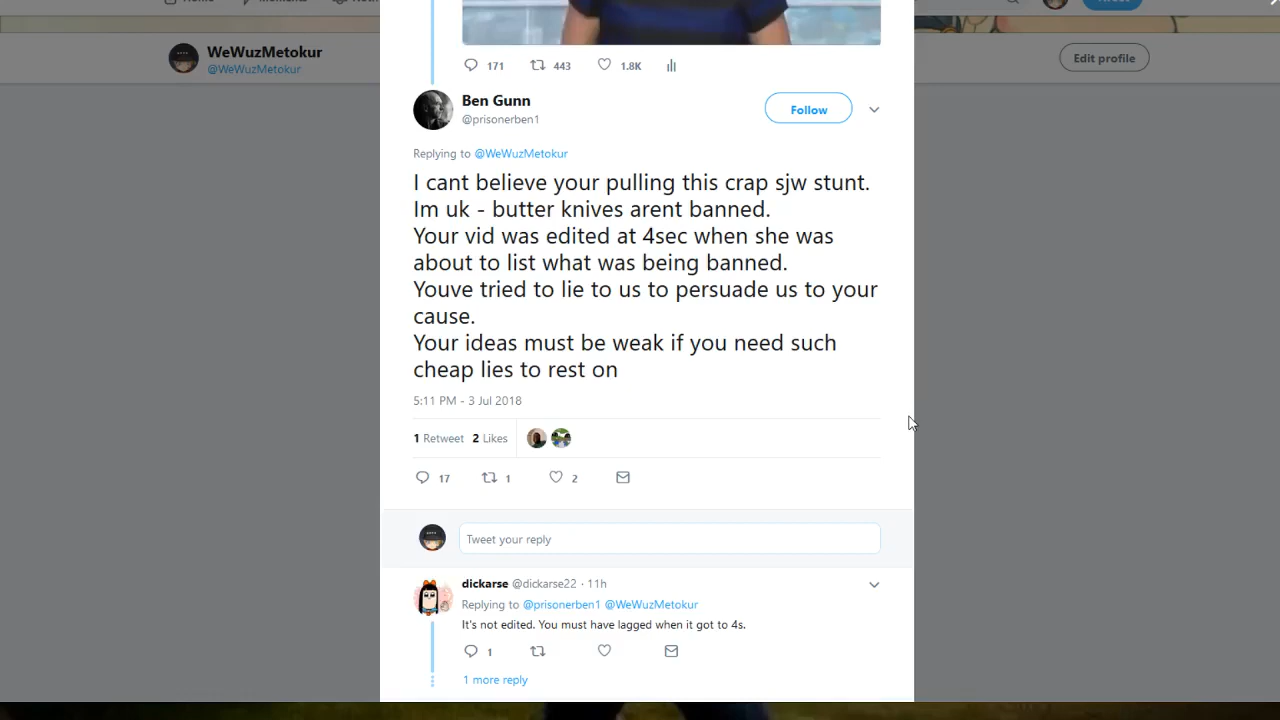 WeWuzMetokur
@WeWuzMetokur
Edit profile
171 443 1.8K
Ben Gunn
@prisonerben1
Follow
Replying to @WeWuzMetokur
I cant believe your pulling this crap sjw stunt.
Im uk - butter knives arent banned.
Your vid was edited at 4sec when she was
about to list what was being banned.
Youve tried to lie to us to persuade us to your
cause.
Your ideas must be weak if you need such
cheap lies to rest on
5:11 PM - 3 Jul 2018
1 Retweet 2 Likes
17 1 2
Tweet your reply
dickarse @dickarse22 · 11h
Replying to @prisonerben1 @WeWuzMetokur
It's not edited. You must have lagged when it got to 4s.
1
1 more reply